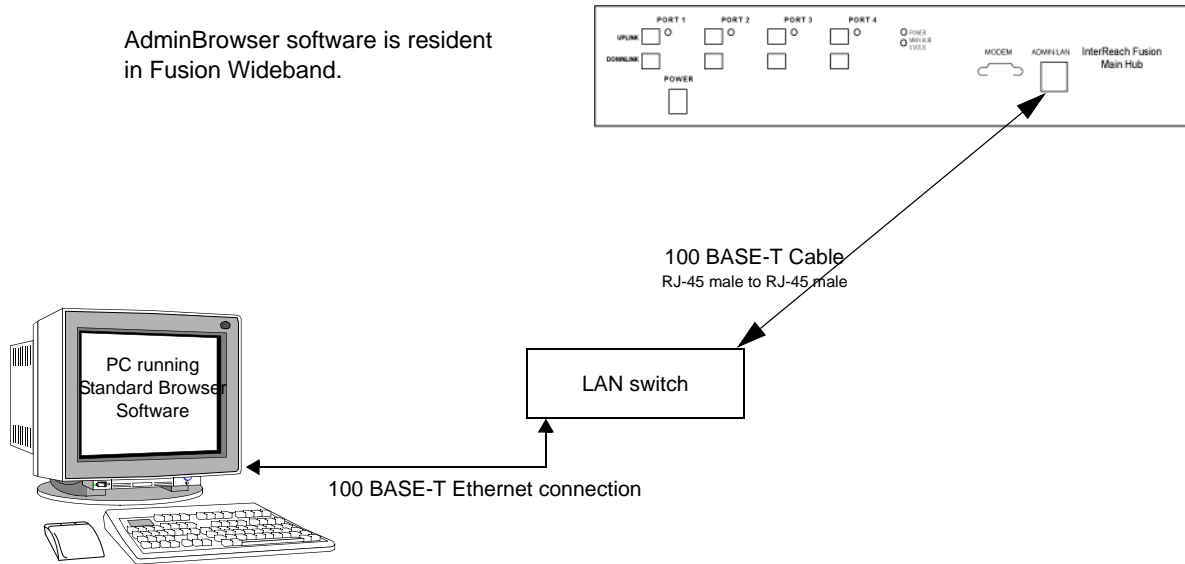 AdminBrowser software is resident
in Fusion Wideband.
PORT 1 PORT 2 PORT 3 PORT 4
UPLINK
DOWNLINK
POWER
POWER
MAIN HUB
STATUS
MODEM
ADMIN/LAN
InterReach Fusion
Main Hub
100 BASE-T Cable
RJ-45 male to RJ-45 male
LAN switch
PC running
Standard Browser
Software
100 BASE-T Ethernet connection